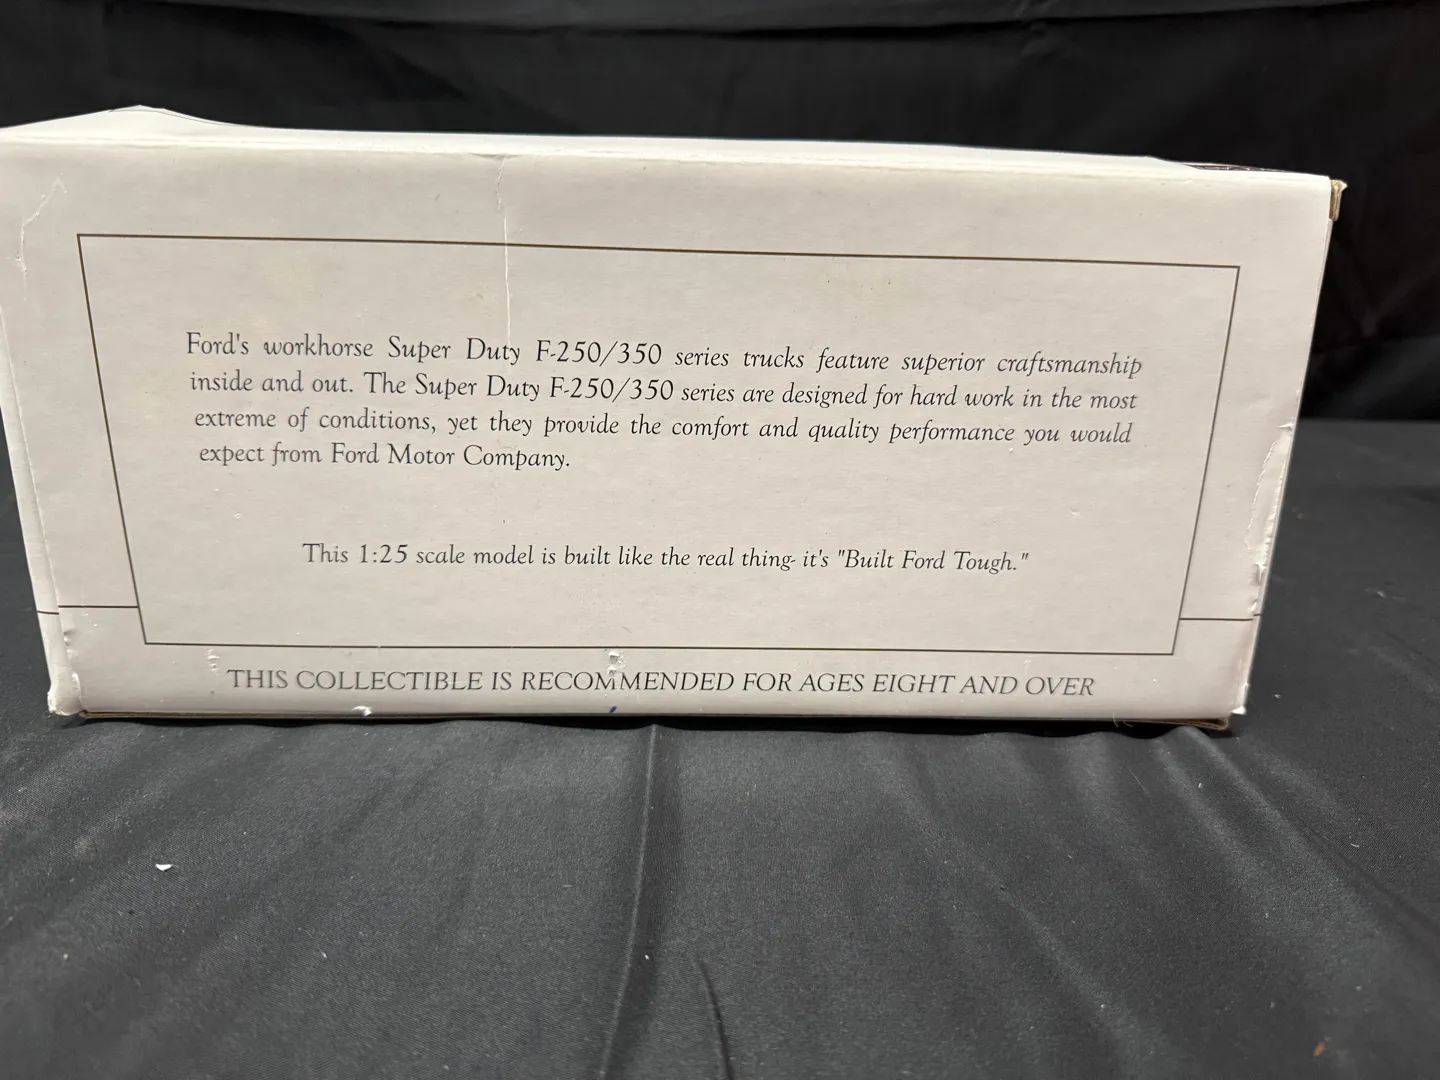 Ford's workhorse Super Duty F-250/350 series trucks feature superior craftsmanship
inside and out. The Super Duty F-250/350 series are designed for hard work in the most
extreme of conditions, yet they provide the comfort and quality performance you would
expect from Ford Motor Company.
This 1:25 scale model is built like the real thing- it's "Built Ford Tough."
THIS COLLECTIBLE IS RECOMMENDED FOR AGES EIGHT AND OVER